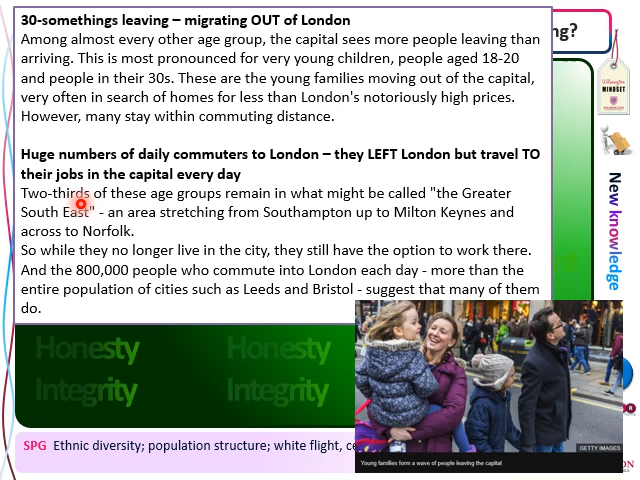 30-somethings leaving – migrating OUT of London
Among almost every other age group, the capital sees more people leaving than
arriving. This is most pronounced for very young children, people aged 18-20
and people in their 30s. These are the young families moving out of the capital,
very often in search of homes for less than London's notoriously high prices.
However, many stay within commuting distance.
Huge numbers of daily commuters to London – they LEFT London but travel TO
their jobs in the capital every day
Two-thirds of these age groups remain in what might be called "the Greater
South East" - an area stretching from Southampton up to Milton Keynes and
across to Norfolk.
So while they no longer live in the city, they still have the option to work there.
And the 800,000 people who commute into London each day - more than the
entire population of cities such as Leeds and Bristol - suggest that many of them
do.
ng?
MINDSET
New knowledge
Honesty Honesty
Integrity Integrity
GETTY IMAGES
Young families form a wave of people leaving the capital
SPG Ethnic diversity; population structure; white flight, ce